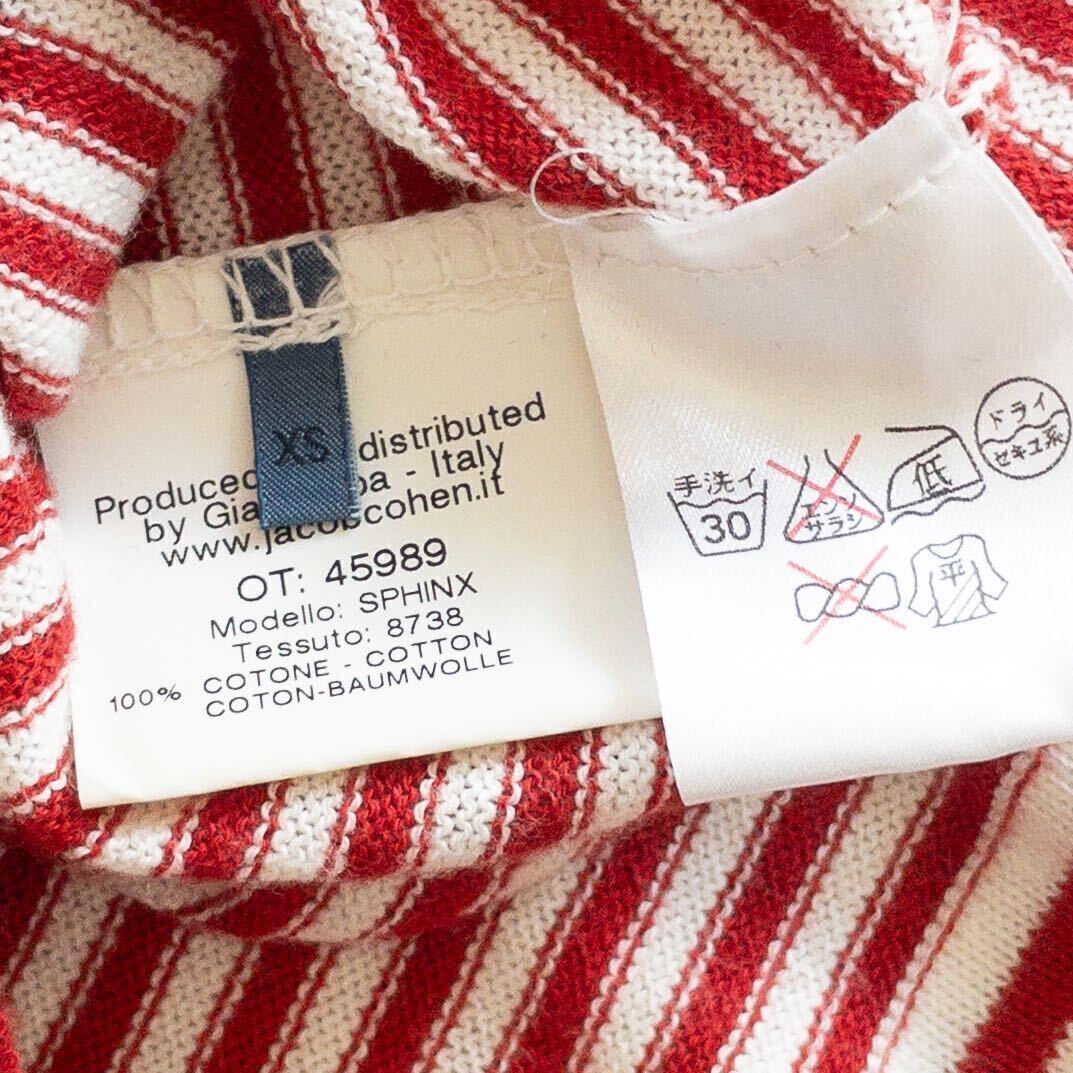 XS
Produced distributed
by - Italy
www.jacobcohen.it
OT: 45989
Modello: SPHINX
Tessuto: 8738
100% COTONE - COTTON
COTON-BAUMWOLLE
手洗イ
30
エンソ
サラシ
低
ドライ
セキユ系
平